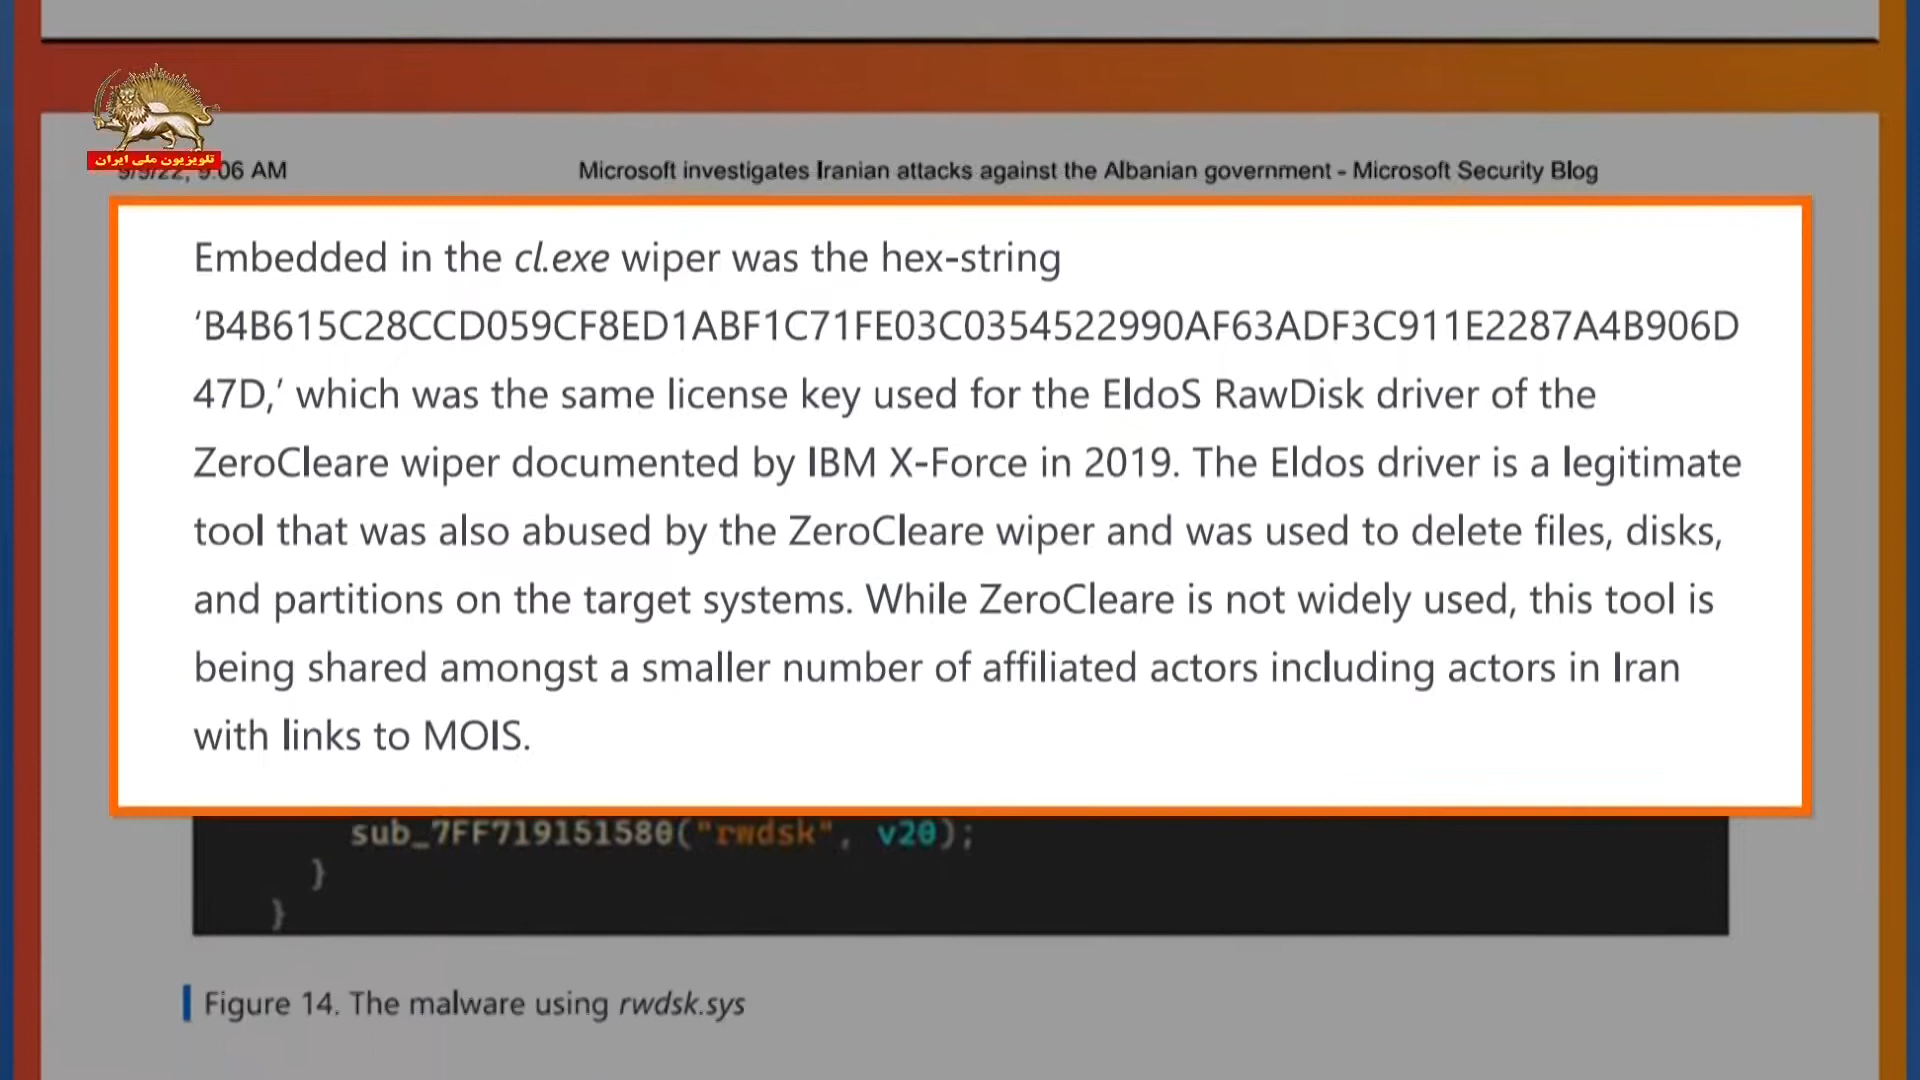 تلویزیون ملی ایران
9/9/22, 9:06 AM Microsoft investigates Iranian attacks against the Albanian government - Microsoft Security Blog
Embedded in the cl.exe wiper was the hex-string
‘B4B615C28CCD059CF8ED1ABF1C71FE03C0354522990AF63ADF3C911E2287A4B906D
47D,’ which was the same license key used for the EldoS RawDisk driver of the
ZeroCleare wiper documented by IBM X-Force in 2019. The Eldos driver is a legitimate
tool that was also abused by the ZeroCleare wiper and was used to delete files, disks,
and partitions on the target systems. While ZeroCleare is not widely used, this tool is
being shared amongst a smaller number of affiliated actors including actors in Iran
with links to MOIS.
sub_7FF719151580("rwdsk", v20);
}
}
Figure 14. The malware using rwdsk.sys